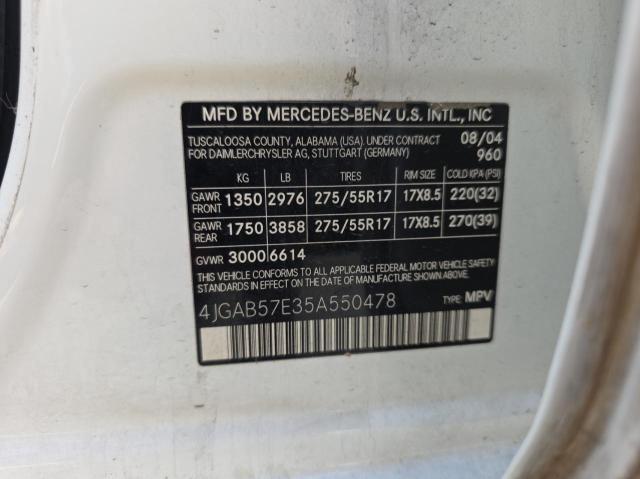 MFD BY MERCEDES-BENZ U.S. INTL., INC
TUSCALOOSA COUNTY, ALABAMA (USA). UNDER CONTRACT 08/04
FOR DAIMLERCHRYSLER AG, STUTTGART (GERMANY) 960
KG LB TIRES RIM SIZE COLD KPA (PSI)
GAWR FRONT 1350 2976 275/55R17 17X8.5 220(32)
GAWR REAR 1750 3858 275/55R17 17X8.5 270(39)
GVWR 3000 6614
THIS VEHICLE CONFORMS TO ALL APPLICABLE FEDERAL MOTOR VEHICLE SAFETY
STANDARDS IN EFFECT ON THE DATE OF MANUFACTURE SHOWN ABOVE.
4JGAB57E35A550478 TYPE: MPV